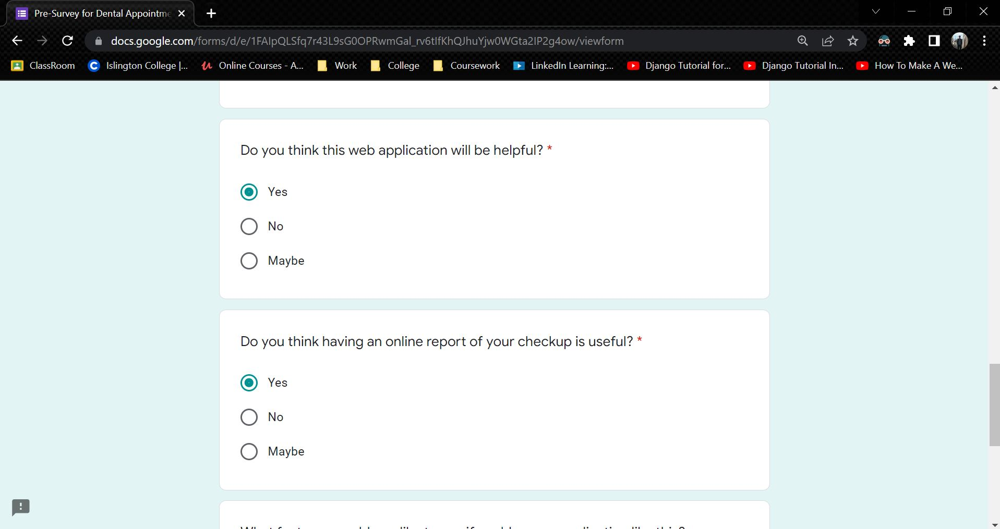 Pre-Survey for Dental Appointme
docs.google.com/forms/d/e/1FAIpQLSfq7r43L9sG0OPRwmGal_rv6tIfKhQJhuYjw0WGta2IP2g4ow/viewform
ClassRoom Islington College |... Online Courses - A... Work College Coursework LinkedIn Learning:... Django Tutorial for... Django Tutorial In... How To Make A We...
Do you think this web application will be helpful? *
Yes
No
Maybe
Do you think having an online report of your checkup is useful? *
Yes
No
Maybe